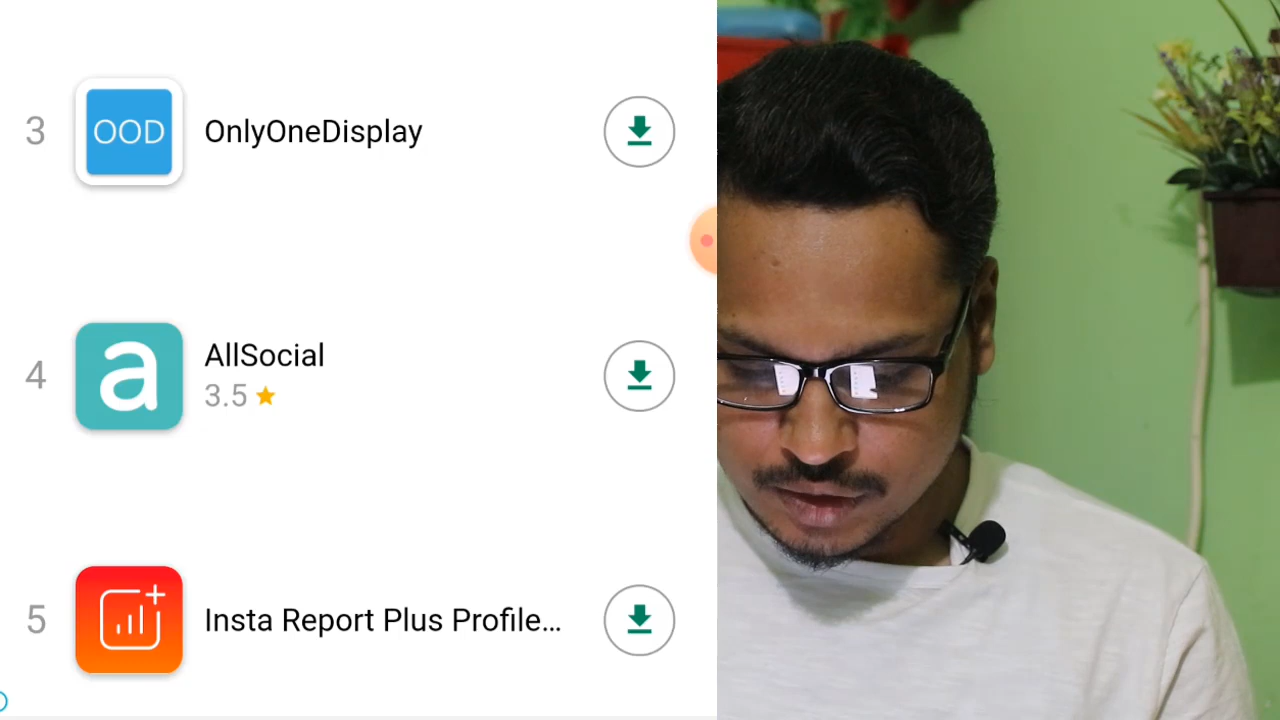 3
OOD
OnlyOneDisplay
4
a
AllSocial
3.5
5
Insta Report Plus Profile...